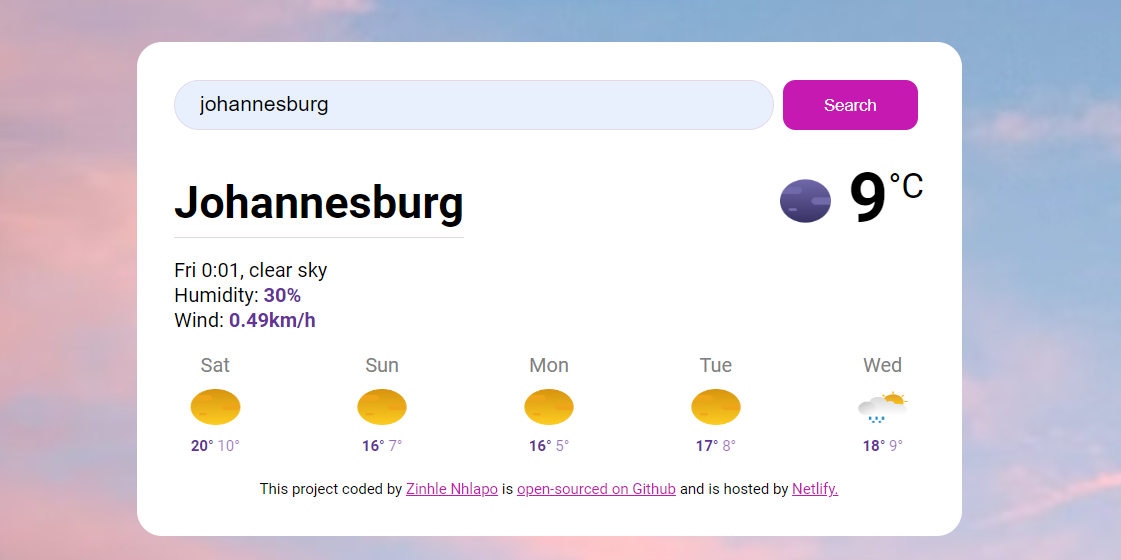 johannesburg
Search
Johannesburg
9°C
Fri 0:01, clear sky
Humidity: 30%
Wind: 0.49km/h
Sat Sun Mon Tue Wed
20° 10° 16° 7° 16° 5° 17° 8° 18° 9°
This project coded by Zinhle Nhlapo is open-sourced on Github and is hosted by Netlify.